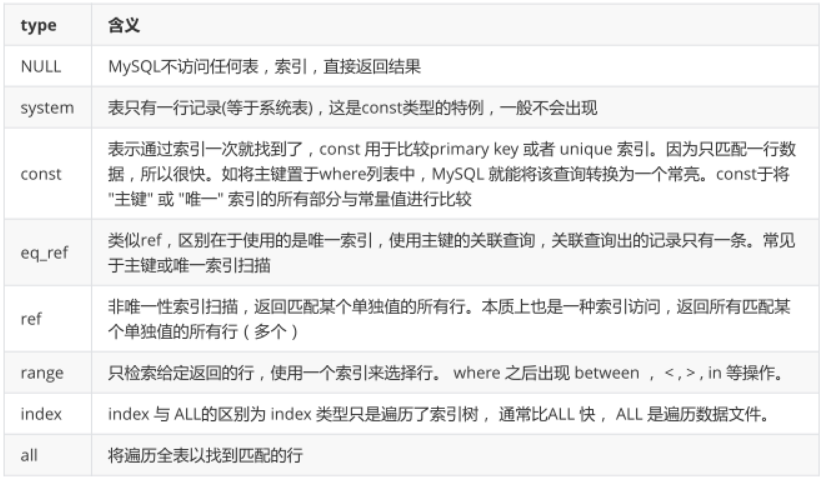 type 含义
NULL MySQL不访问任何表，索引，直接返回结果
system 表只有一行记录(等于系统表)，这是const类型的特例，一般不会出现
const 表示通过索引一次就找到了，const 用于比较primary key 或者 unique 索引。因为只匹配一行数
据，所以很快。如将主键置于where列表中，MySQL 就能将该查询转换为一个常亮。const于将
"主键" 或 "唯一" 索引的所有部分与常量值进行比较
eq_ref 类似ref，区别在于使用的是唯一索引，使用主键的关联查询，关联查询出的记录只有一条。常见
于主键或唯一索引扫描
ref 非唯一性索引扫描，返回匹配某个单独值的所有行。本质上也是一种索引访问，返回所有匹配某
个单独值的所有行（多个）
range 只检索给定返回的行，使用一个索引来选择行。 where 之后出现 between ， < , > , in 等操作。
index index 与 ALL的区别为 index 类型只是遍历了索引树， 通常比ALL 快， ALL 是遍历数据文件。
all 将遍历全表以找到匹配的行